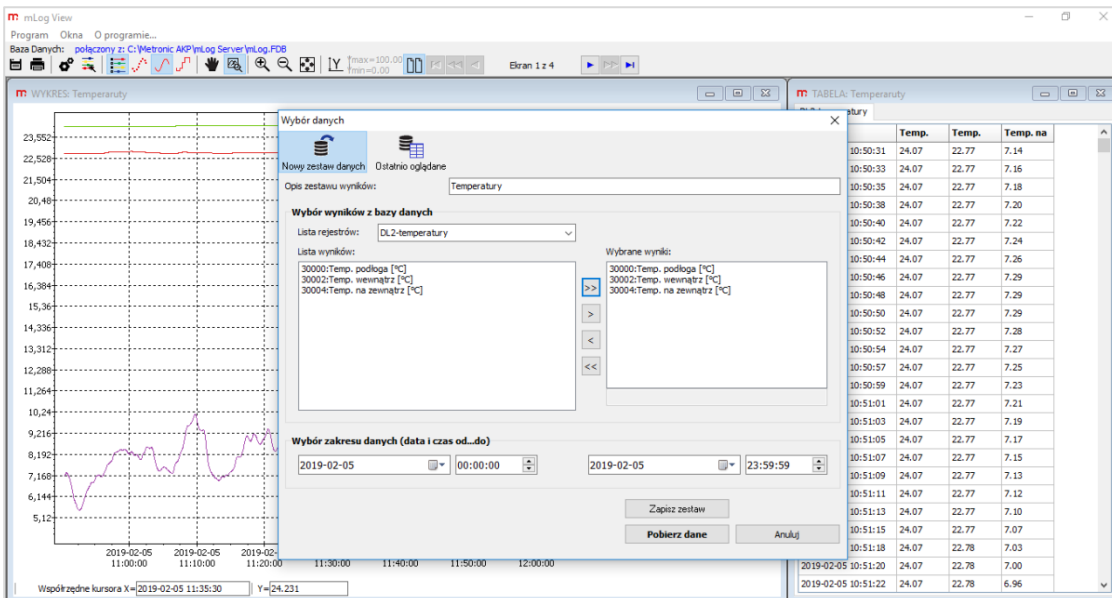 mLog View
Program Okna O programie...
Baza Danych: połączony z: C:\Metronic AKP\mLog Server\mLog.FDB
Ymax=100.00
Ymin=0.00
Ekran 1 z 4
WYKRES: Temperaruty
23,552
22,528
21,504
20,48
19,456
18,432
17,408
16,384
15,36
14,336
13,312
12,288
11,264
10,24
9,216
8,192
7,168
6,144
5,12
2019-02-05 2019-02-05 2019-02-
11:00:00 11:10:00 11:20:00 11:30:00 11:40:00 11:50:00 12:00:00
Współrzędne kursora X= 2019-02-05 11:35:30 Y= 24.231
Wybór danych
Nowy zestaw danych Ostatnio oglądane
Opis zestawu wyników: Temperatury
Wybór wyników z bazy danych
Lista rejestrów: DL2-temperatury
Lista wyników: Wybrane wyniki:
30000:Temp. podłoga [°C] 30000:Temp. podłoga [°C]
30002:Temp. wewnątrz [°C] 30002:Temp. wewnątrz [°C]
30004:Temp. na zewnątrz [°C] 30004:Temp. na zewnątrz [°C]
>>
>
<
<<
Wybór zakresu danych (data i czas od...do)
2019-02-05 00:00:00 2019-02-05 23:59:59
Zapisz zestaw
Pobierz dane Anuluj
TABELA: Temperaruty
atury
Temp. Temp. Temp. na
10:50:31 24.07 22.77 7.14
10:50:33 24.07 22.77 7.16
10:50:35 24.07 22.77 7.18
10:50:38 24.07 22.77 7.20
10:50:40 24.07 22.77 7.22
10:50:42 24.07 22.77 7.24
10:50:44 24.07 22.77 7.26
10:50:46 24.07 22.77 7.29
10:50:48 24.07 22.77 7.29
10:50:50 24.07 22.77 7.29
10:50:52 24.07 22.77 7.28
10:50:54 24.07 22.77 7.27
10:50:57 24.07 22.77 7.25
10:50:59 24.07 22.77 7.23
10:51:01 24.07 22.77 7.21
10:51:03 24.07 22.77 7.19
10:51:05 24.07 22.77 7.17
10:51:07 24.07 22.77 7.15
10:51:09 24.07 22.77 7.13
10:51:11 24.07 22.77 7.12
10:51:13 24.07 22.77 7.10
10:51:15 24.07 22.77 7.07
10:51:18 24.07 22.78 7.03
2019-02-05 10:51:20 24.07 22.78 7.00
2019-02-05 10:51:22 24.07 22.78 6.96